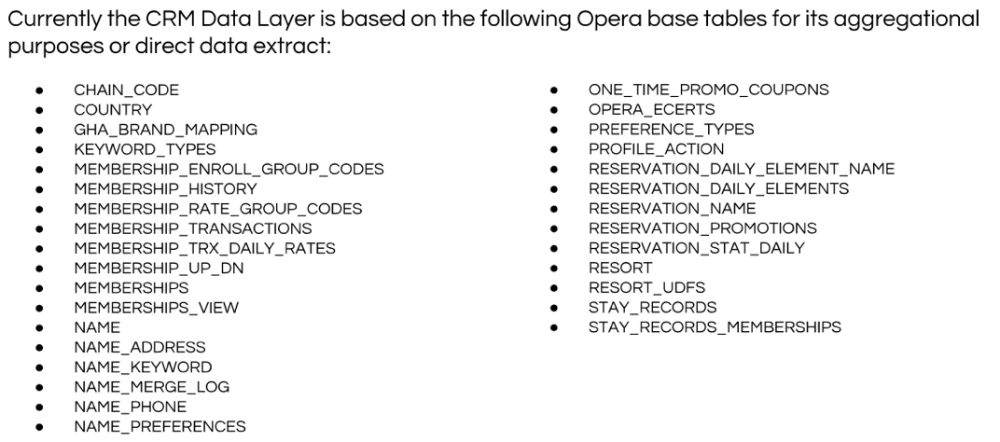 Currently the CRM Data Layer is based on the following Opera base tables for its aggregational
purposes or direct data extract:
• CHAIN_CODE
• COUNTRY
• GHA_BRAND_MAPPING
• KEYWORD_TYPES
• MEMBERSHIP_ENROLL_GROUP_CODES
• MEMBERSHIP_HISTORY
• MEMBERSHIP_RATE_GROUP_CODES
• MEMBERSHIP_TRANSACTIONS
• MEMBERSHIP_TRX_DAILY_RATES
• MEMBERSHIP_UP_DN
• MEMBERSHIPS
• MEMBERSHIPS_VIEW
• NAME
• NAME_ADDRESS
• NAME_KEYWORD
• NAME_MERGE_LOG
• NAME_PHONE
• NAME_PREFERENCES
• ONE_TIME_PROMO_COUPONS
• OPERA_ECERTS
• PREFERENCE_TYPES
• PROFILE_ACTION
• RESERVATION_DAILY_ELEMENT_NAME
• RESERVATION_DAILY_ELEMENTS
• RESERVATION_NAME
• RESERVATION_PROMOTIONS
• RESERVATION_STAT_DAILY
• RESORT
• RESORT_UDFS
• STAY_RECORDS
• STAY_RECORDS_MEMBERSHIPS